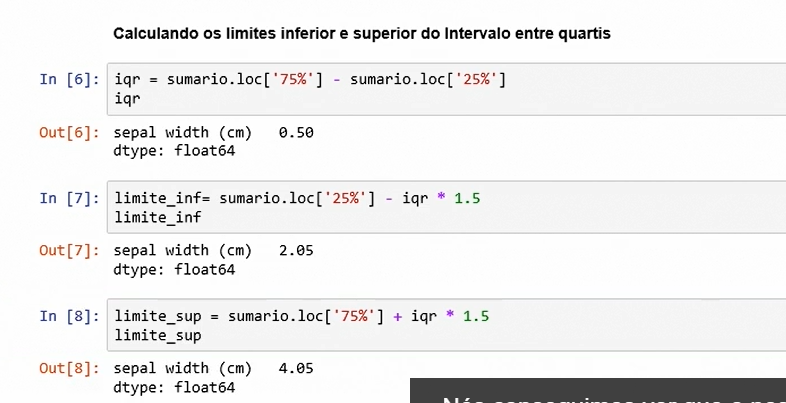 Calculando os limites inferior e superior do Intervalo entre quartis
In [6]: iqr = sumario.loc['75%'] - sumario.loc['25%']
iqr
Out[6]: sepal width (cm) 0.50
dtype: float64
In [7]: limite_inf= sumario.loc['25%'] - iqr * 1.5
limite_inf
Out[7]: sepal width (cm) 2.05
dtype: float64
In [8]: limite_sup = sumario.loc['75%'] + iqr * 1.5
limite_sup
Out[8]: sepal width (cm) 4.05
dtype: float64